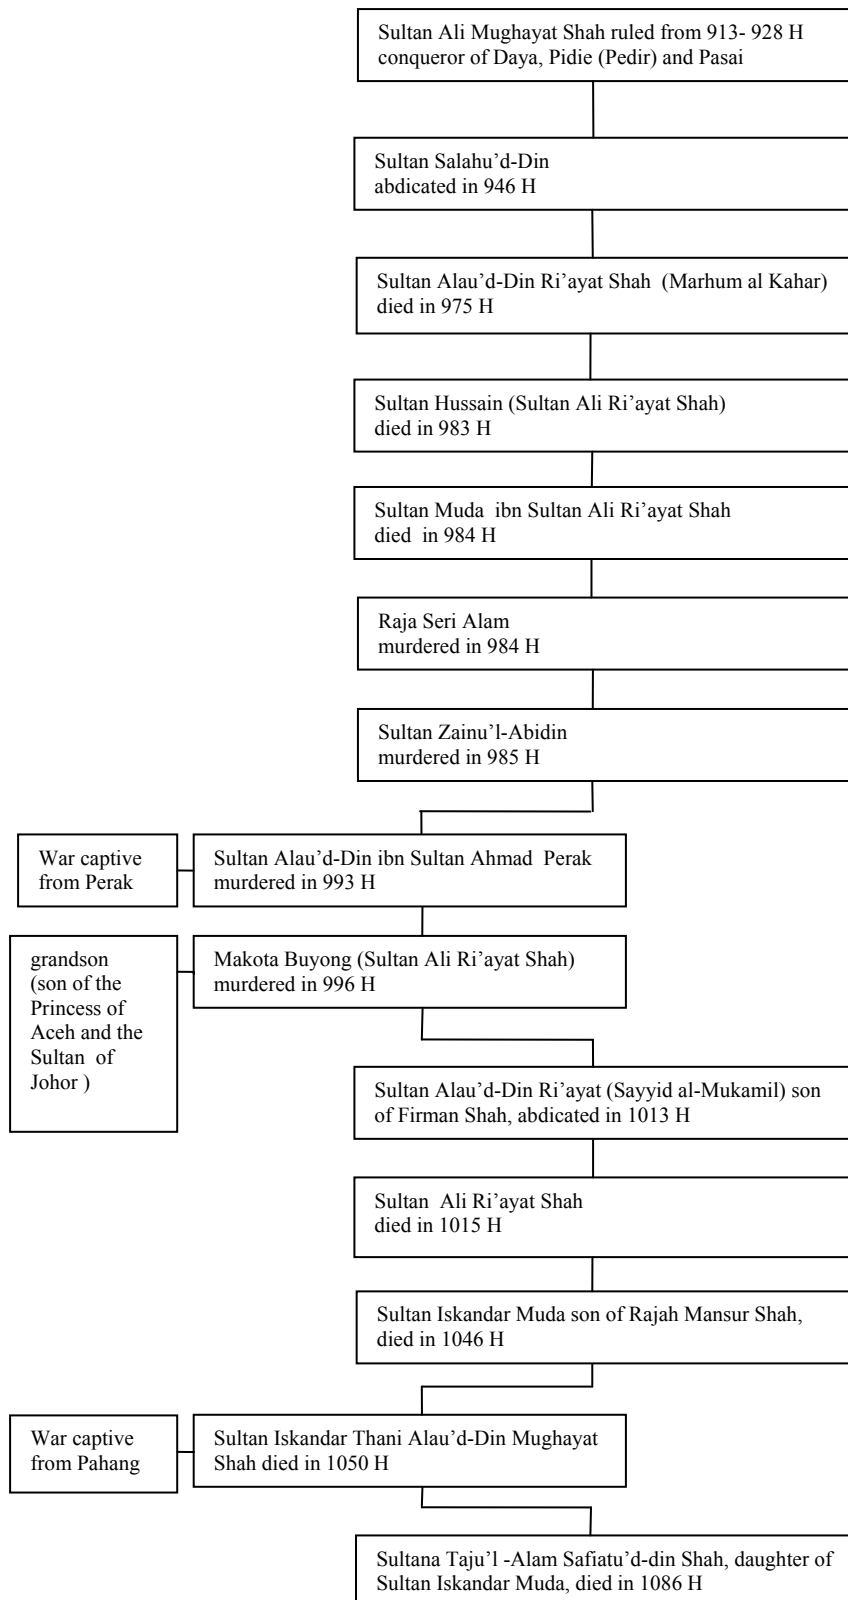 Sultan Ali Mughayat Shah ruled from 913- 928 H
conqueror of Daya, Pidie (Pedir) and Pasai
Sultan Salahu’d-Din
abdicated in 946 H
Sultan Alau’d-Din Ri’ayat Shah (Marhum al Kahar)
died in 975 H
Sultan Hussain (Sultan Ali Ri’ayat Shah)
died in 983 H
Sultan Muda ibn Sultan Ali Ri’ayat Shah
died in 984 H
Raja Seri Alam
murdered in 984 H
Sultan Zainu’l-Abidin
murdered in 985 H
War captive
from Perak
Sultan Alau’d-Din ibn Sultan Ahmad Perak
murdered in 993 H
grandson
(son of the
Princess of
Aceh and the
Sultan of
Johor )
Makota Buyong (Sultan Ali Ri’ayat Shah)
murdered in 996 H
Sultan Alau’d-Din Ri’ayat (Sayyid al-Mukamil) son
of Firman Shah, abdicated in 1013 H
Sultan Ali Ri’ayat Shah
died in 1015 H
Sultan Iskandar Muda son of Rajah Mansur Shah,
died in 1046 H
War captive
from Pahang
Sultan Iskandar Thani Alau’d-Din Mughayat
Shah died in 1050 H
Sultana Taju’l -Alam Safiatu’d-din Shah, daughter of
Sultan Iskandar Muda, died in 1086 H